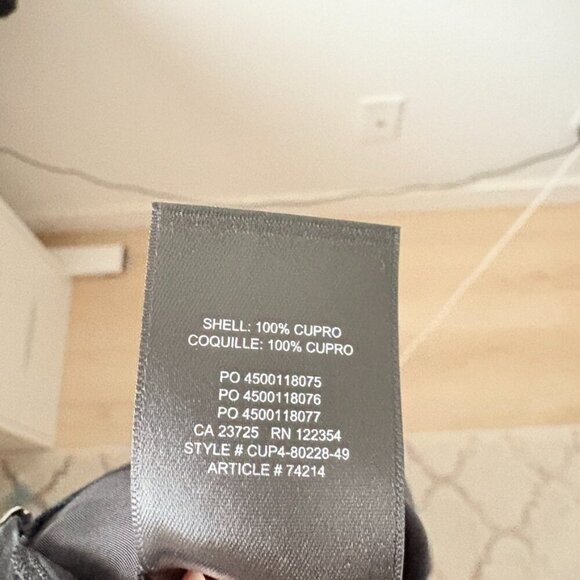 SHELL: 100% CUPRO
COQUILLE: 100% CUPRO
PO 4500118075
PO 4500118076
PO 4500118077
CA 23725 RN 122354
STYLE # CUP4-80228-49
ARTICLE # 74214